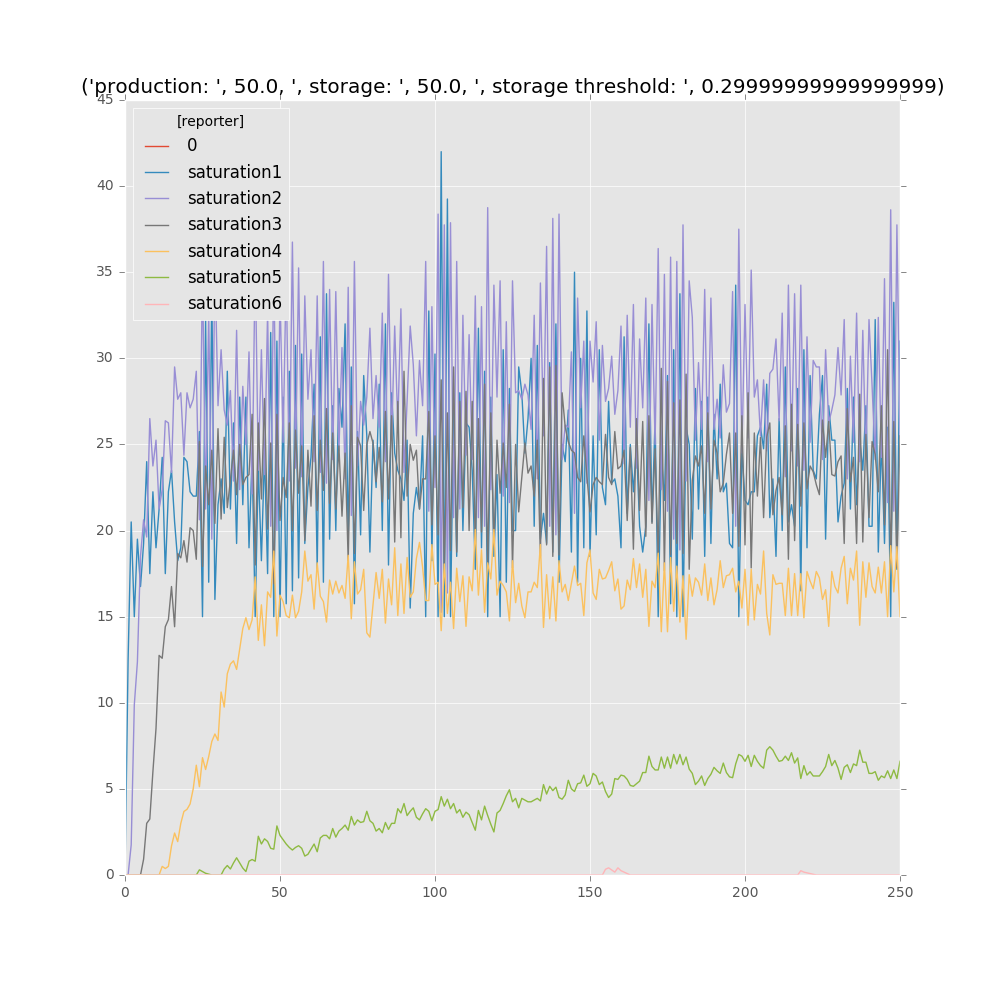 ('production: ', 50.0, ', storage: ', 50.0, ', storage threshold: ', 0.29999999999999999)
45
40
35
30
25
20
15
10
5
0
[reporter]
0
saturation1
saturation2
saturation3
saturation4
saturation5
saturation6
0 50 100 150 200 250